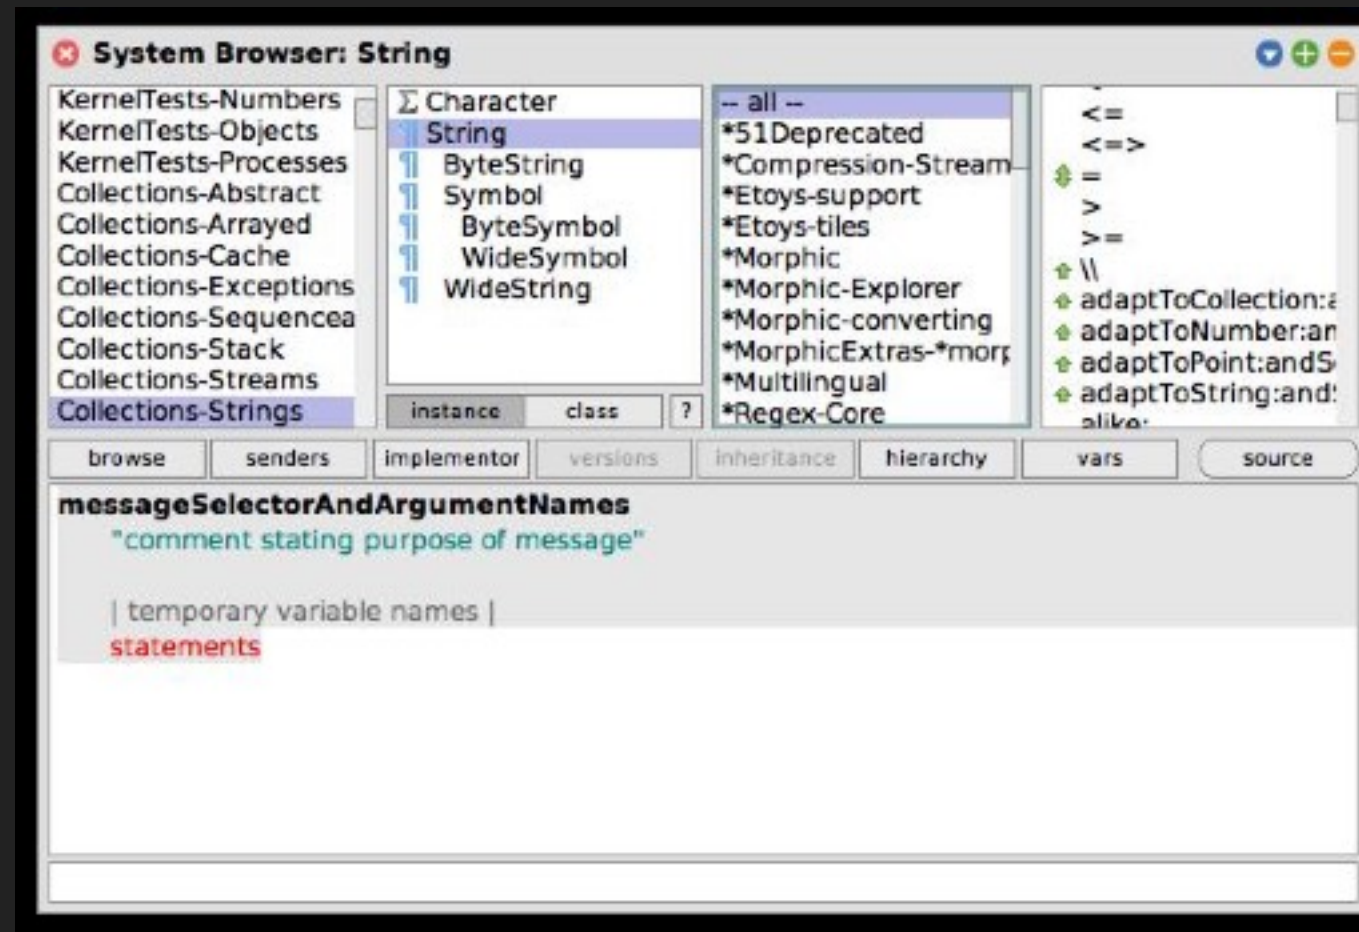 System Browser: String
KernelTests-Numbers
KernelTests-Objects
KernelTests-Processes
Collections-Abstract
Collections-Arrayed
Collections-Cache
Collections-Exceptions
Collections-Sequencea
Collections-Stack
Collections-Streams
Collections-Strings
Σ Character
¶ String
¶ ByteString
¶ Symbol
¶ ByteSymbol
¶ WideSymbol
¶ WideString
instance class ?
-- all --
*51Deprecated
*Compression-Stream
*Etoys-support
*Etoys-tiles
*Morphic
*Morphic-Explorer
*Morphic-converting
*MorphicExtras-*morp
*Multilingual
*Regex-Core
<=
<=>
=
>
>=
\\
adaptToCollection:a
adaptToNumber:an
adaptToPoint:andS
adaptToString:and
alike:
browse senders implementor versions inheritance hierarchy vars source
messageSelectorAndArgumentNames
"comment stating purpose of message"
| temporary variable names |
statements